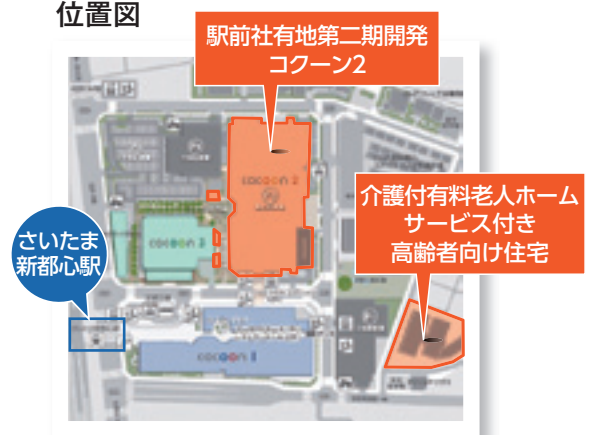 位置図
駅前社有地第二期開発
コクーン2
介護付有料老人ホーム
サービス付き
高齢者向け住宅
さいたま
新都心駅
cocoon 2
cocoon 3
cocoon 1